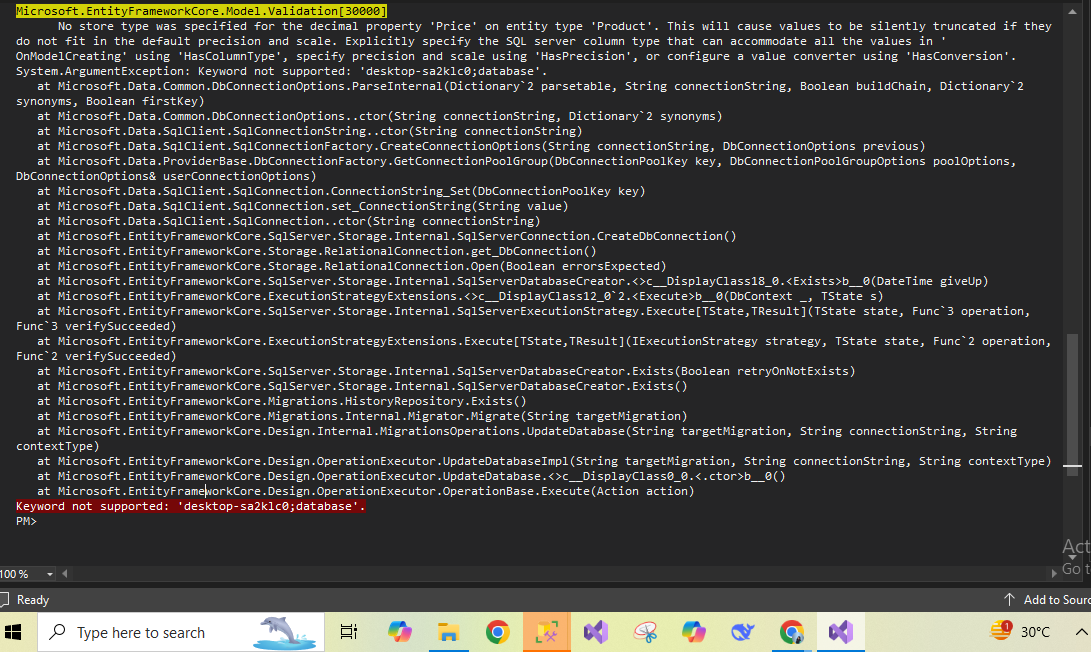 Microsoft.EntityFrameworkCore.Model.Validation[30000]
No store type was specified for the decimal property 'Price' on entity type 'Product'. This will cause values to be silently truncated if they
do not fit in the default precision and scale. Explicitly specify the SQL server column type that can accommodate all the values in '
OnModelCreating' using 'HasColumnType', specify precision and scale using 'HasPrecision', or configure a value converter using 'HasConversion'.
System.ArgumentException: Keyword not supported: 'desktop-sa2klc0;database'.
at Microsoft.Data.Common.DbConnectionOptions.ParseInternal(Dictionary`2 parsetable, String connectionString, Boolean buildChain, Dictionary`2
synonyms, Boolean firstKey)
at Microsoft.Data.Common.DbConnectionOptions..ctor(String connectionString, Dictionary`2 synonyms)
at Microsoft.Data.SqlClient.SqlConnectionString..ctor(String connectionString)
at Microsoft.Data.SqlClient.SqlConnectionFactory.CreateConnectionOptions(String connectionString, DbConnectionOptions previous)
at Microsoft.Data.ProviderBase.DbConnectionFactory.GetConnectionPoolGroup(DbConnectionPoolKey key, DbConnectionPoolGroupOptions poolOptions,
DbConnectionOptions& userConnectionOptions)
at Microsoft.Data.SqlClient.SqlConnection.ConnectionString_Set(DbConnectionPoolKey key)
at Microsoft.Data.SqlClient.SqlConnection.set_ConnectionString(String value)
at Microsoft.Data.SqlClient.SqlConnection..ctor(String connectionString)
at Microsoft.EntityFrameworkCore.SqlServer.Storage.Internal.SqlServerConnection.CreateDbConnection()
at Microsoft.EntityFrameworkCore.Storage.RelationalConnection.get_DbConnection()
at Microsoft.EntityFrameworkCore.Storage.RelationalConnection.Open(Boolean errorsExpected)
at Microsoft.EntityFrameworkCore.SqlServer.Storage.Internal.SqlServerDatabaseCreator.<>c__DisplayClass18_0.<Exists>b__0(DateTime giveUp)
at Microsoft.EntityFrameworkCore.ExecutionStrategyExtensions.<>c__DisplayClass12_0`2.<Execute>b__0(DbContext _, TState s)
at Microsoft.EntityFrameworkCore.SqlServer.Storage.Internal.SqlServerExecutionStrategy.Execute[TState,TResult](TState state, Func`3 operation,
Func`3 verifySucceeded)
at Microsoft.EntityFrameworkCore.ExecutionStrategyExtensions.Execute[TState,TResult](IExecutionStrategy strategy, TState state, Func`2 operation,
Func`2 verifySucceeded)
at Microsoft.EntityFrameworkCore.SqlServer.Storage.Internal.SqlServerDatabaseCreator.Exists(Boolean retryOnNotExists)
at Microsoft.EntityFrameworkCore.SqlServer.Storage.Internal.SqlServerDatabaseCreator.Exists()
at Microsoft.EntityFrameworkCore.Migrations.HistoryRepository.Exists()
at Microsoft.EntityFrameworkCore.Migrations.Internal.Migrator.Migrate(String targetMigration)
at Microsoft.EntityFrameworkCore.Design.Internal.MigrationsOperations.UpdateDatabase(String targetMigration, String connectionString, String
contextType)
at Microsoft.EntityFrameworkCore.Design.OperationExecutor.UpdateDatabaseImpl(String targetMigration, String connectionString, String contextType)
at Microsoft.EntityFrameworkCore.Design.OperationExecutor.UpdateDatabase.<>c__DisplayClass0_0.<.ctor>b__0()
at Microsoft.EntityFrameworkCore.Design.OperationExecutor.OperationBase.Execute(Action action)
Keyword not supported: 'desktop-sa2klc0;database'.
PM>
Act
Go t
100 %
Ready
Add to Sourc
Type here to search
1
30°C